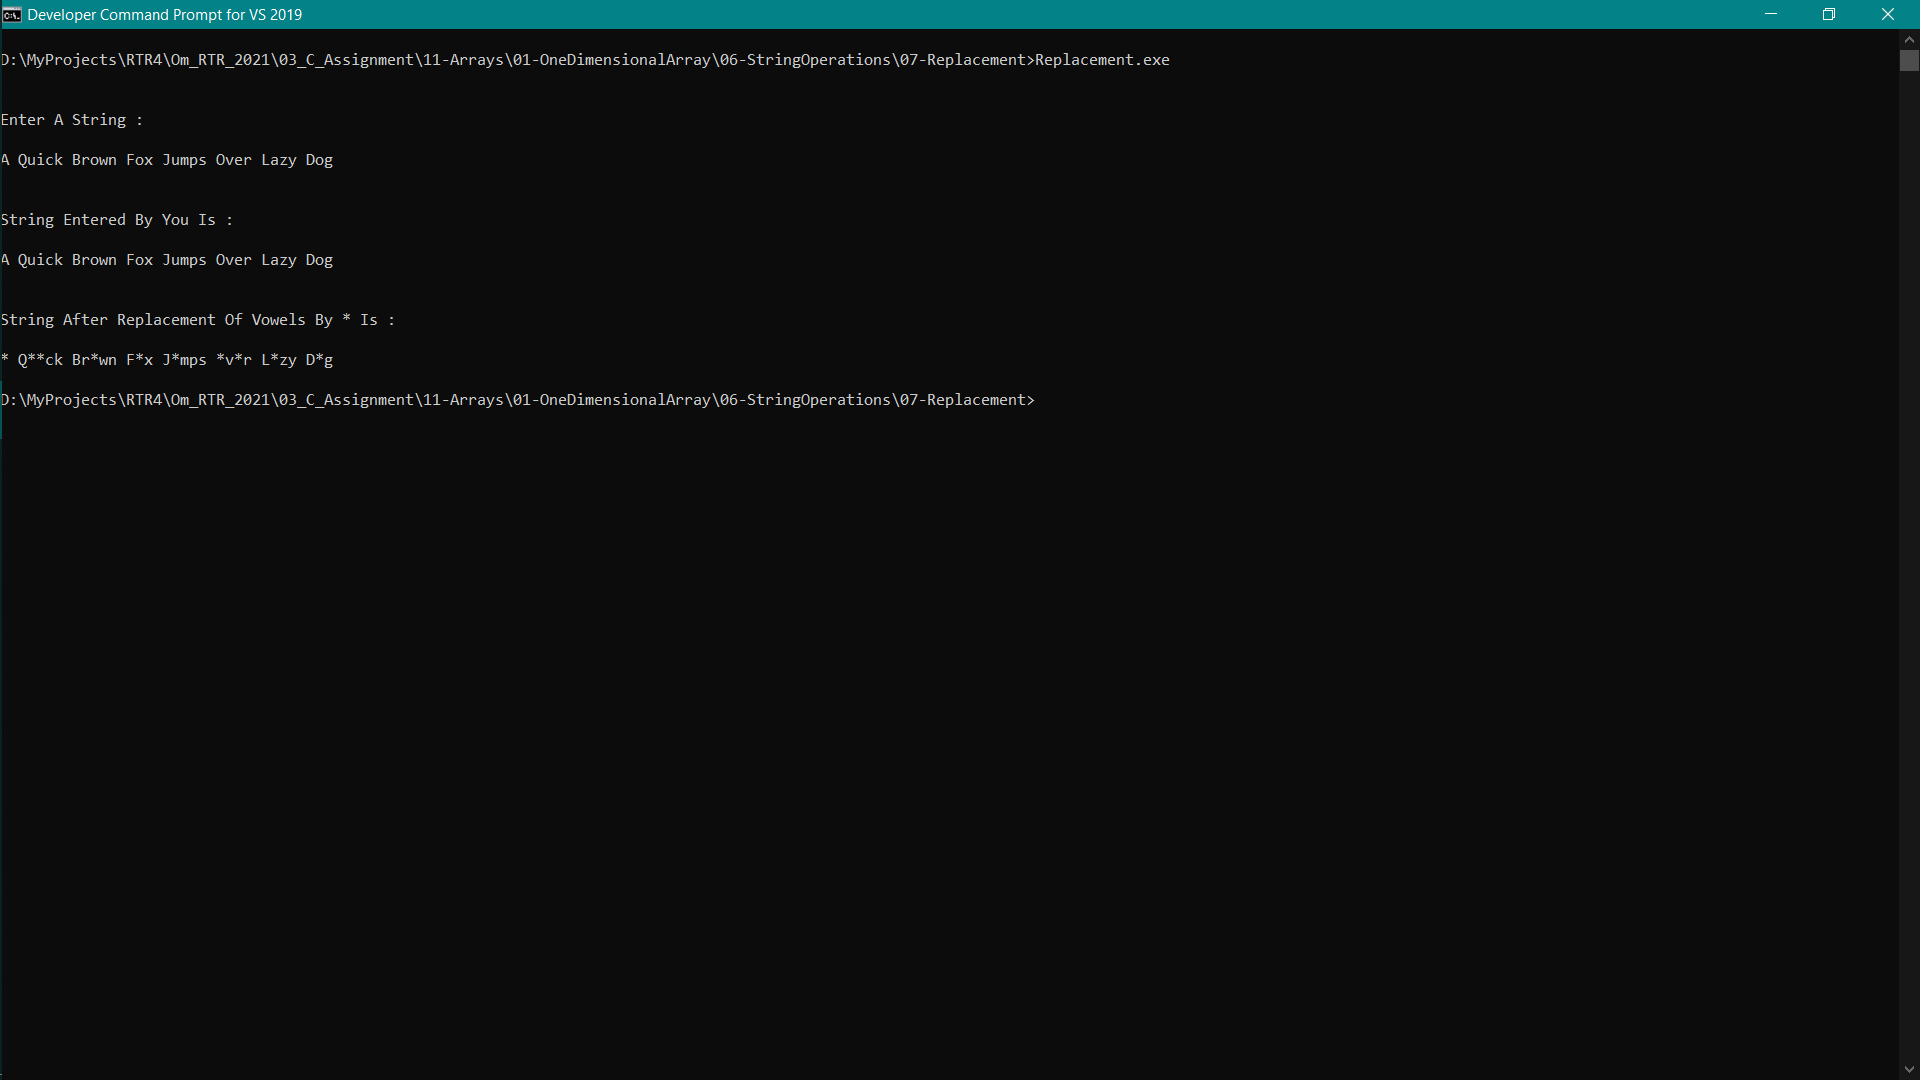 Developer Command Prompt for VS 2019
D:\MyProjects\RTR4\Om_RTR_2021\03_C_Assignment\11-Arrays\01-OneDimensionalArray\06-StringOperations\07-Replacement>Replacement.exe
Enter A String :
A Quick Brown Fox Jumps Over Lazy Dog
String Entered By You Is :
A Quick Brown Fox Jumps Over Lazy Dog
String After Replacement Of Vowels By * Is :
* Q**ck Br*wn F*x J*mps *v*r L*zy D*g
D:\MyProjects\RTR4\Om_RTR_2021\03_C_Assignment\11-Arrays\01-OneDimensionalArray\06-StringOperations\07-Replacement>